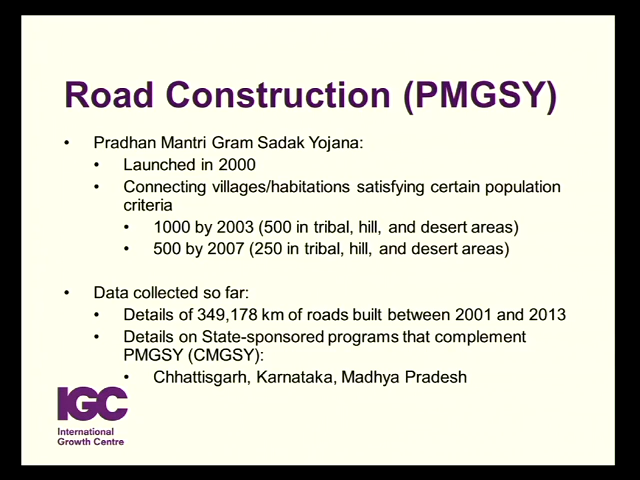 Road Construction (PMGSY)
• Pradhan Mantri Gram Sadak Yojana:
• Launched in 2000
• Connecting villages/habitations satisfying certain population
criteria
• 1000 by 2003 (500 in tribal, hill, and desert areas)
• 500 by 2007 (250 in tribal, hill, and desert areas)
• Data collected so far:
• Details of 349,178 km of roads built between 2001 and 2013
• Details on State-sponsored programs that complement
PMGSY (CMGSY):
• Chhattisgarh, Karnataka, Madhya Pradesh
IGC
International
Growth Centre